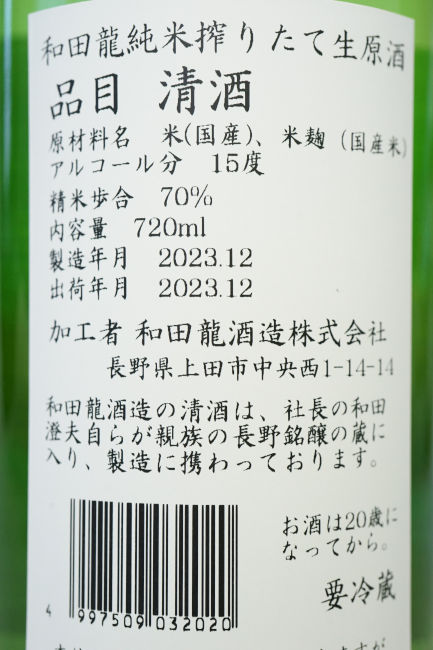 和田龍純米搾りたて生原酒
品目 清酒
原材料名 米(国産)、米麹(国産米)
アルコール分 15度
精米歩合 70%
内容量 720ml
製造年月 2023.12
出荷年月 2023.12
加工者 和田龍酒造株式会社
長野県上田市中央西1-14-14
和田龍酒造の清酒は、社長の和田
澄夫自らが親族の長野銘醸の蔵に
入り、製造に携わっております。
お酒は20歳に
なってから。
要冷蔵
4 997509 032020